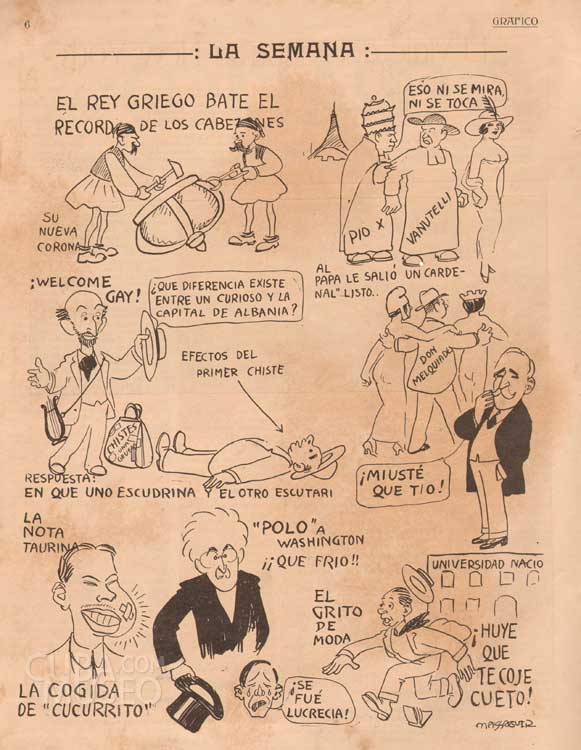 6
GRAFICO
: LA SEMANA :
EL REY GRIEGO BATE EL
RECORD DE LOS CABEZONES
SU
NUEVA
CORONA
ESO NI SE MIRA,
NI SE TOCA
PIO X
VANUTELLI
AL
PAPA LE SALIÓ UN CARDE-
NAL "LISTO..
¡WELCOME
GAY!
¿QUE DIFERENCIA EXISTE
ENTRE UN CURIOSO Y LA
CAPITAL DE ALBANIA?
EFECTOS DEL
PRIMER CHISTE
CHISTES
RESPUESTA:
EN QUE UNO ESCUDRINA Y EL OTRO ESCUTARI
DON
MELQUIADES
¡MIUSTÉ
QUE TIO!
LA
NOTA
TAURINA
LA COGIDA
DE "CUCURRITO"
"POLO" A
WASHINGTON
¡¡QUE FRIO!!
¡SE
FUÉ
LUCRECIA!
EL
GRITO
DE
MODA
UNIVERSIDAD NACIO
¡HUYE
QUE
TE COJE
CUETO!
MASSAGUER
CUBA